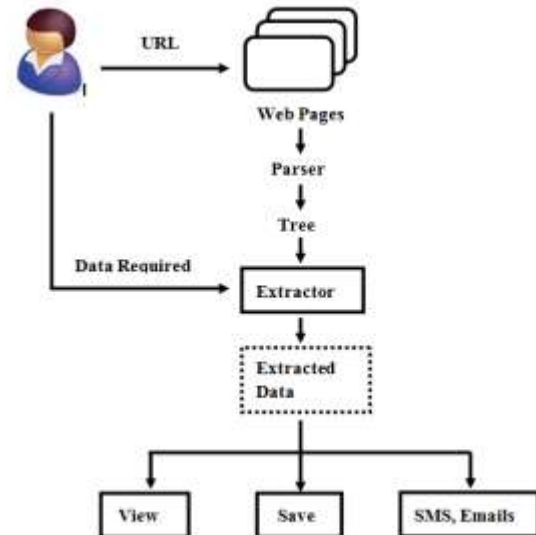 URL
Web Pages
Parser
Tree
Data Required
Extractor
Extracted
Data
View
Save
SMS, Emails